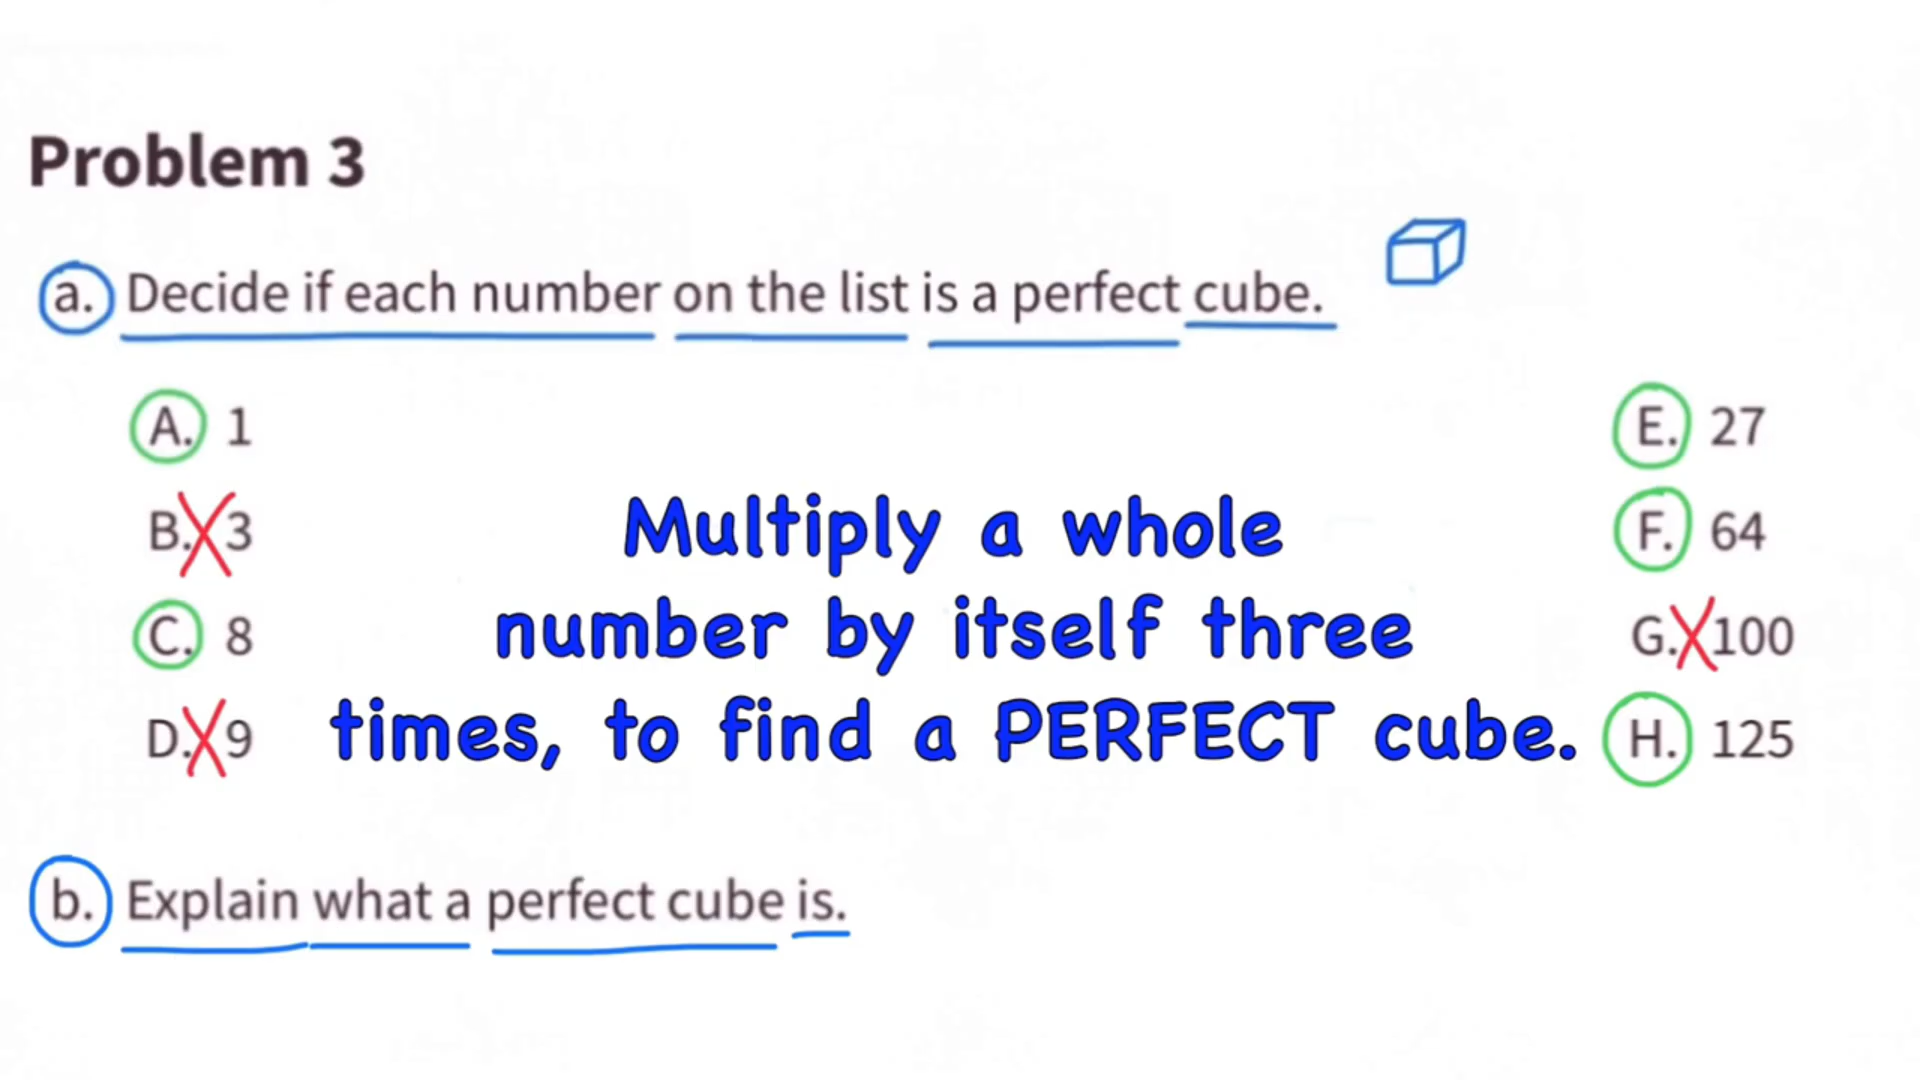 Problem 3
a. Decide if each number on the list is a perfect cube.
A. 1
B. 3
C. 8
D. 9
E. 27
F. 64
G. 100
H. 125
Multiply a whole
number by itself three
times, to find a PERFECT cube.
b. Explain what a perfect cube is.